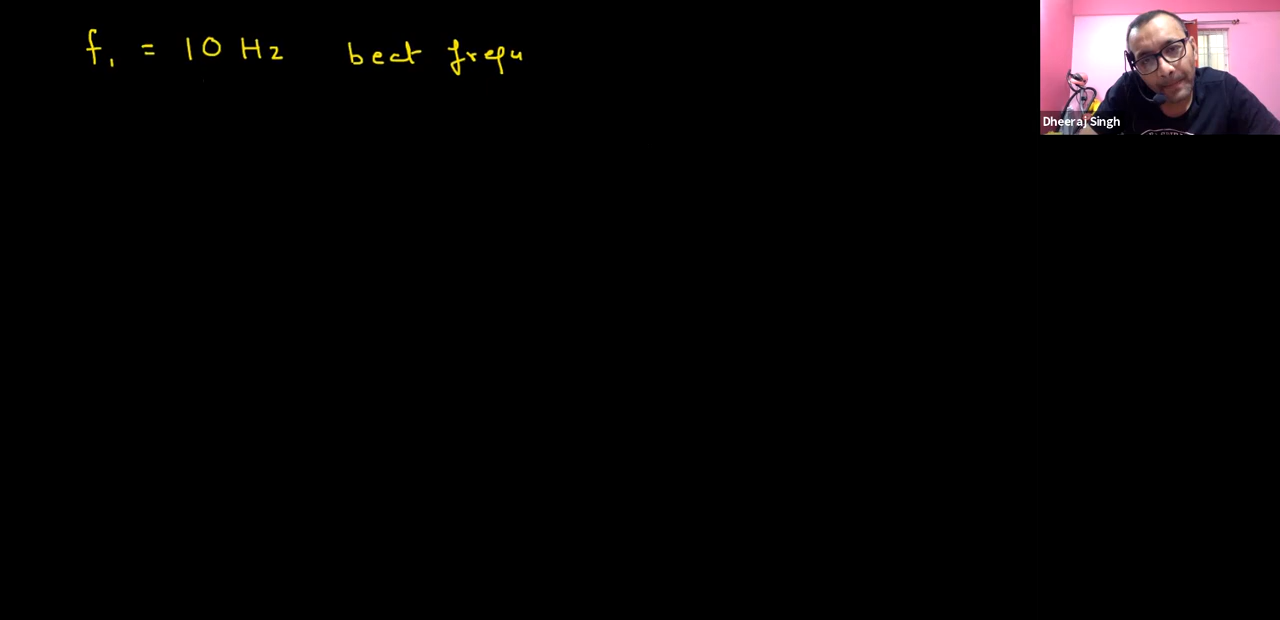 f₁ = 10 Hz beat frequ
Dheeraj Singh